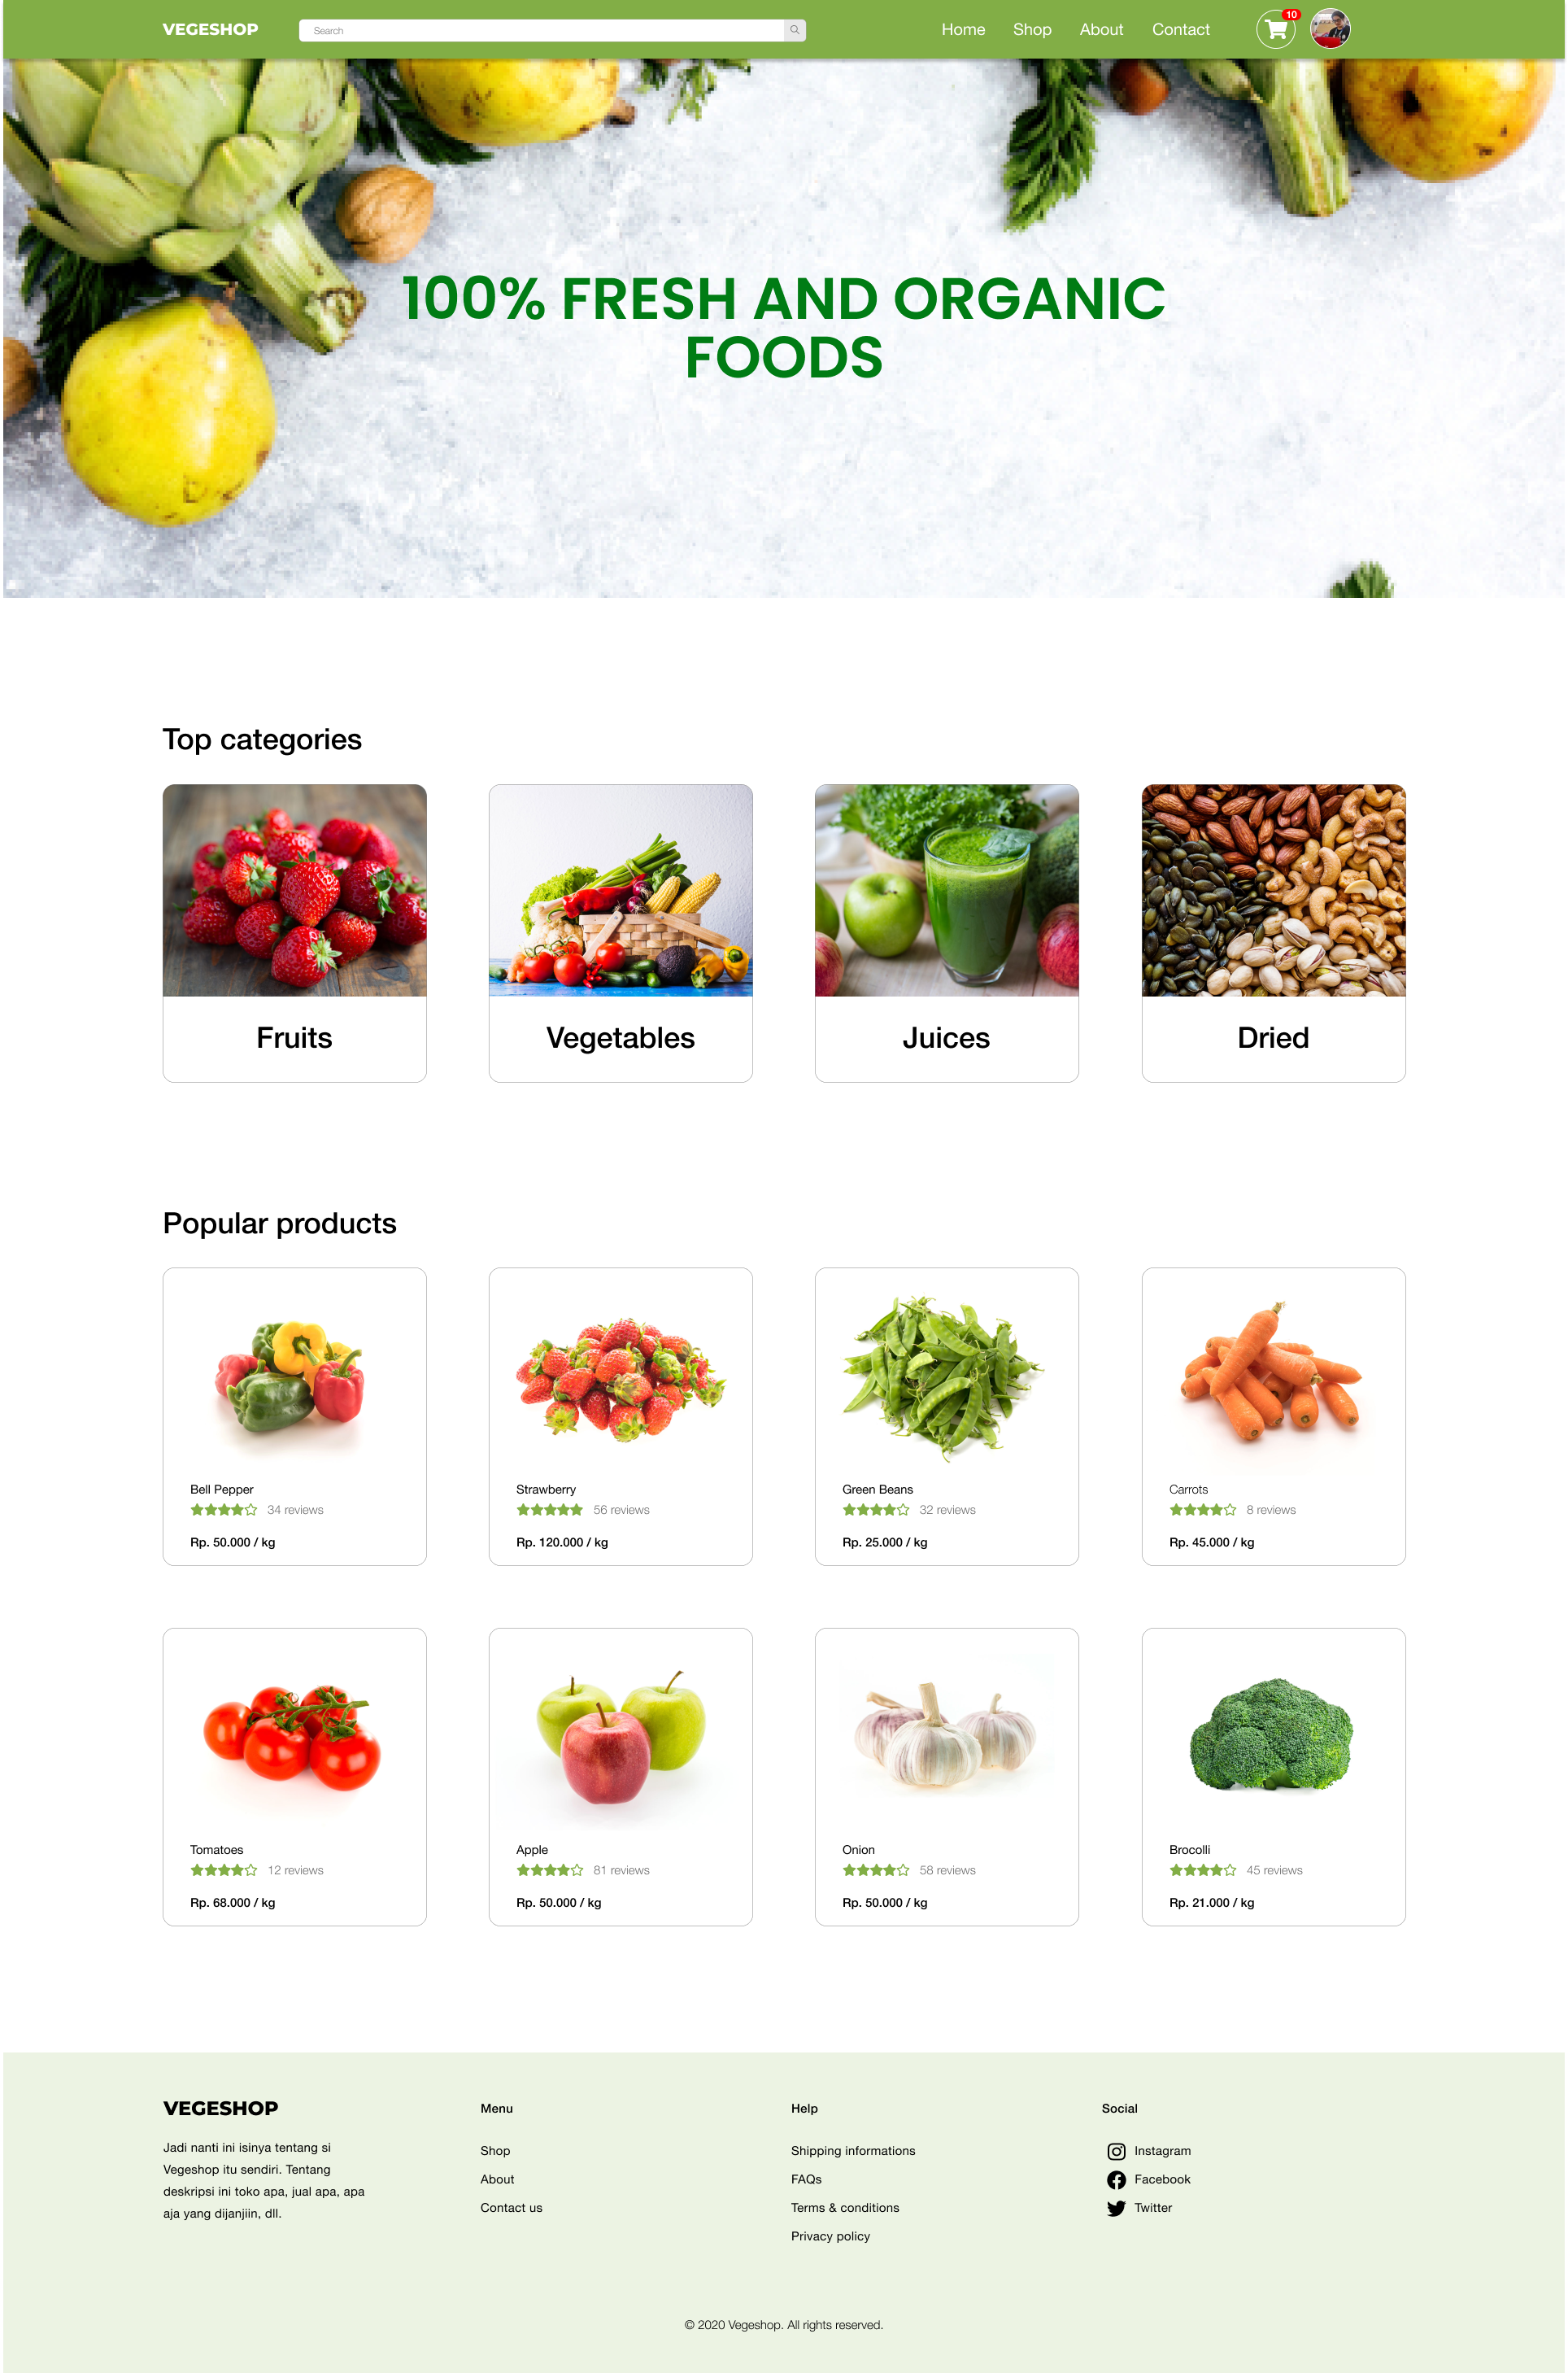 VEGESHOP
Search
Home Shop About Contact
10
100% FRESH AND ORGANIC
FOODS
Top categories
Fruits
Vegetables
Juices
Dried
Popular products
Bell Pepper
34 reviews
Rp. 50.000 / kg
Strawberry
56 reviews
Rp. 120.000 / kg
Green Beans
32 reviews
Rp. 25.000 / kg
Carrots
8 reviews
Rp. 45.000 / kg
Tomatoes
12 reviews
Rp. 68.000 / kg
Apple
81 reviews
Rp. 50.000 / kg
Onion
58 reviews
Rp. 50.000 / kg
Brocolli
45 reviews
Rp. 21.000 / kg
VEGESHOP
Jadi nanti ini isinya tentang si
Vegeshop itu sendiri. Tentang
deskripsi ini toko apa, jual apa, apa
aja yang dijanjiin, dll.
Menu
Shop
About
Contact us
Help
Shipping informations
FAQs
Terms & conditions
Privacy policy
Social
Instagram
Facebook
Twitter
© 2020 Vegeshop. All rights reserved.